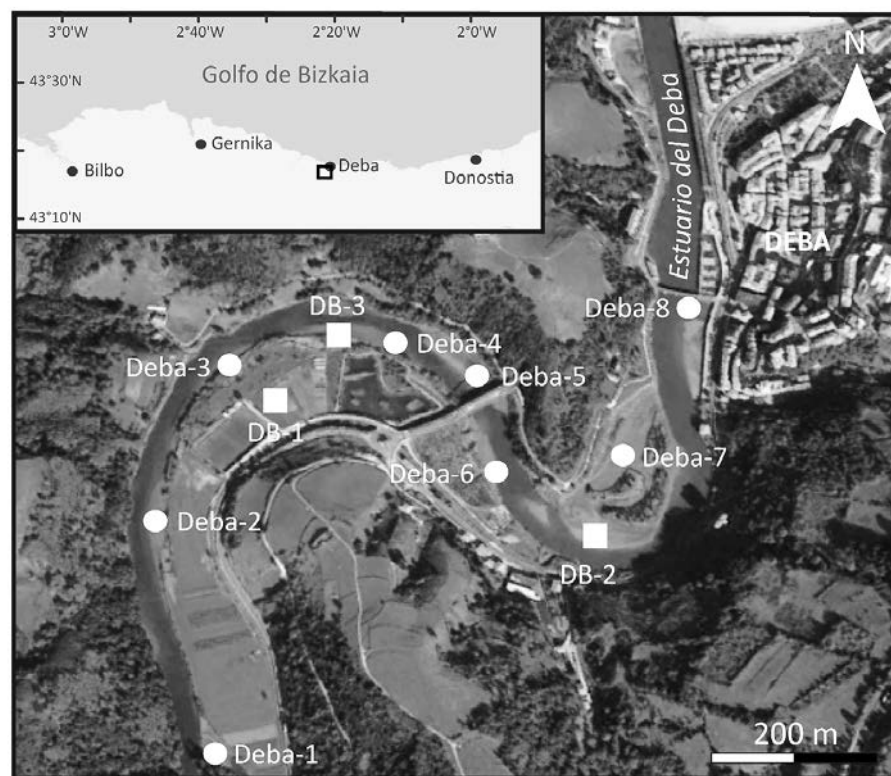 3°0'W
2°40'W
2°20'W
2°0'W
43°30'N
43°10'N
Golfo de Bizkaia
Gernika
Bilbo
Deba
Donostia
N
Estuario del Deba
DEBA
Deba-8
DB-3
Deba-4
Deba-3
Deba-5
DB-1
Deba-6
Deba-7
Deba-2
DB-2
Deba-1
200 m